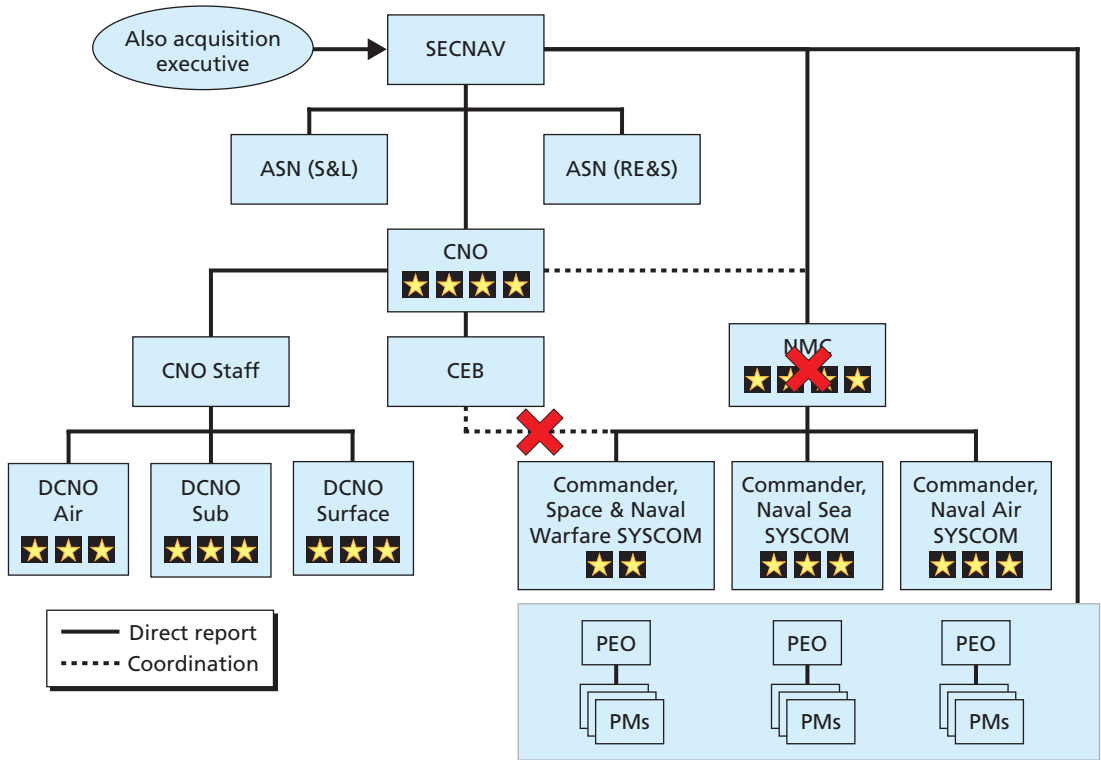 Also acquisition
executive
SECNAV
ASN (S&L)
ASN (RE&S)
CNO
CNO Staff
CEB
NMC
DCNO
Air
DCNO
Sub
DCNO
Surface
Commander,
Space & Naval
Warfare SYSCOM
Commander,
Naval Sea
SYSCOM
Commander,
Naval Air
SYSCOM
Direct report
Coordination
PEO
PMs
PEO
PMs
PEO
PMs